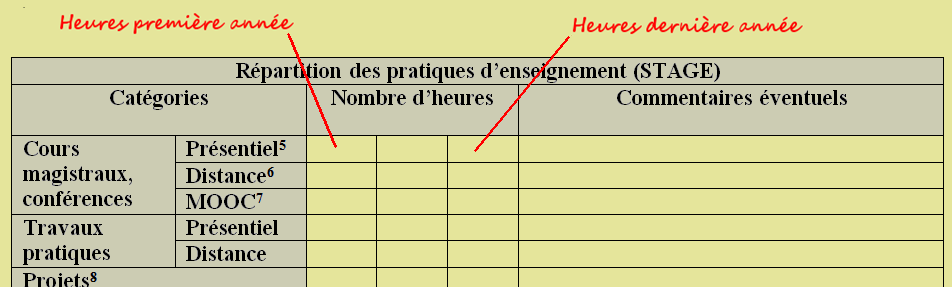 Heures première année
Heures dernière année
Répartition des pratiques d'enseignement (STAGE)
Catégories Nombre d'heures Commentaires éventuels
Cours magistraux, conférences
Présentiel⁵
Distance⁶
MOOC⁷
Travaux pratiques
Présentiel
Distance
Projets⁸